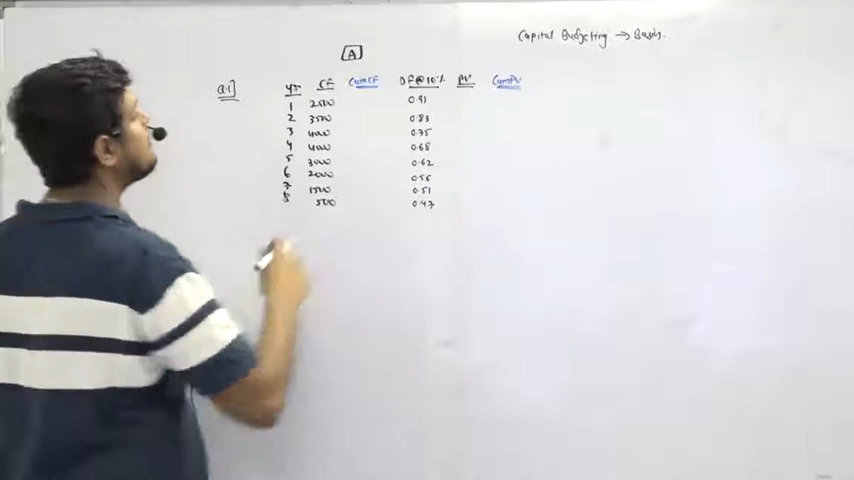 Capital Budgeting → Basis.
A
Q.1] Yr CF CumCF DF@10% PV CumPV
1 2500 0.91
2 3500 0.83
3 4000 0.75
4 4000 0.68
5 3000 0.62
6 2000 0.56
7 1500 0.51
8 500 0.47